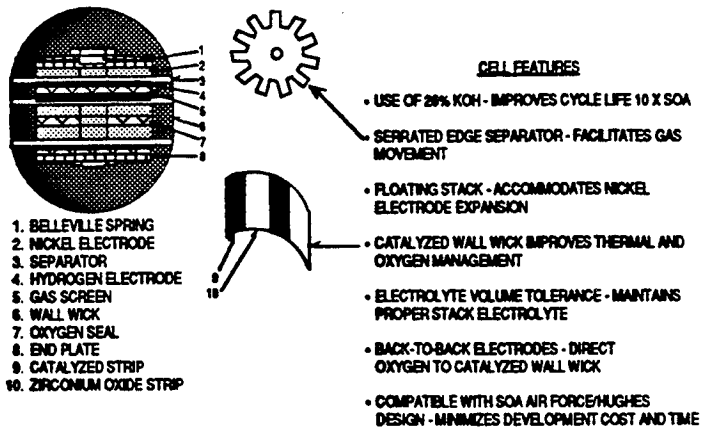 1
2
3
4
5
6
7
8
1. BELLEVILLE SPRING
2. NICKEL ELECTRODE
3. SEPARATOR
4. HYDROGEN ELECTRODE
5. GAS SCREEN
6. WALL WICK
7. OXYGEN SEAL
8. END PLATE
9. CATALYZED STRIP
10. ZIRCONIUM OXIDE STRIP
9
10
CELL FEATURES
• USE OF 26% KOH - IMPROVES CYCLE LIFE 10 X SOA
• SERRATED EDGE SEPARATOR - FACILITATES GAS
MOVEMENT
• FLOATING STACK - ACCOMMODATES NICKEL
ELECTRODE EXPANSION
• CATALYZED WALL WICK IMPROVES THERMAL AND
OXYGEN MANAGEMENT
• ELECTROLYTE VOLUME TOLERANCE - MAINTAINS
PROPER STACK ELECTROLYTE
• BACK-TO-BACK ELECTRODES - DIRECT
OXYGEN TO CATALYZED WALL WICK
• COMPATIBLE WITH SOA AIR FORCE/HUGHES
DESIGN - MINIMIZES DEVELOPMENT COST AND TIME